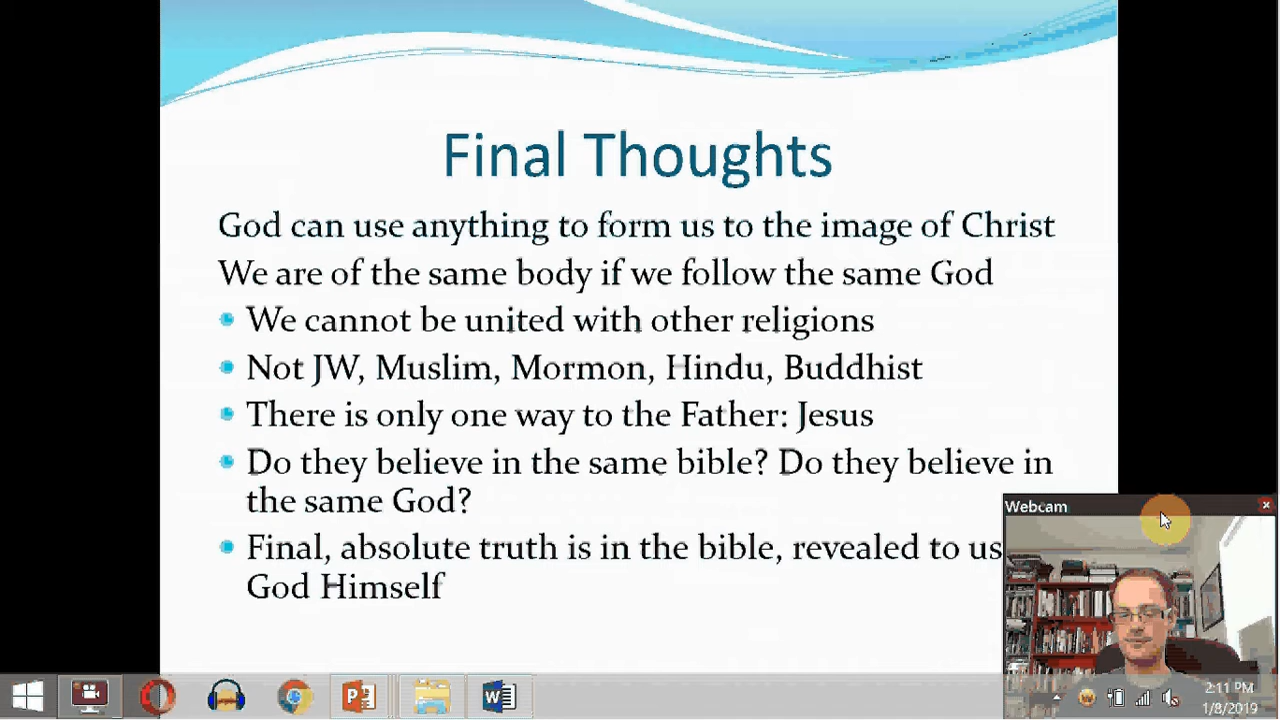 Final Thoughts
God can use anything to form us to the image of Christ
We are of the same body if we follow the same God
We cannot be united with other religions
Not JW, Muslim, Mormon, Hindu, Buddhist
There is only one way to the Father: Jesus
Do they believe in the same bible? Do they believe in
the same God?
Final, absolute truth is in the bible, revealed to us
God Himself
Webcam
2:11 PM
1/8/2019